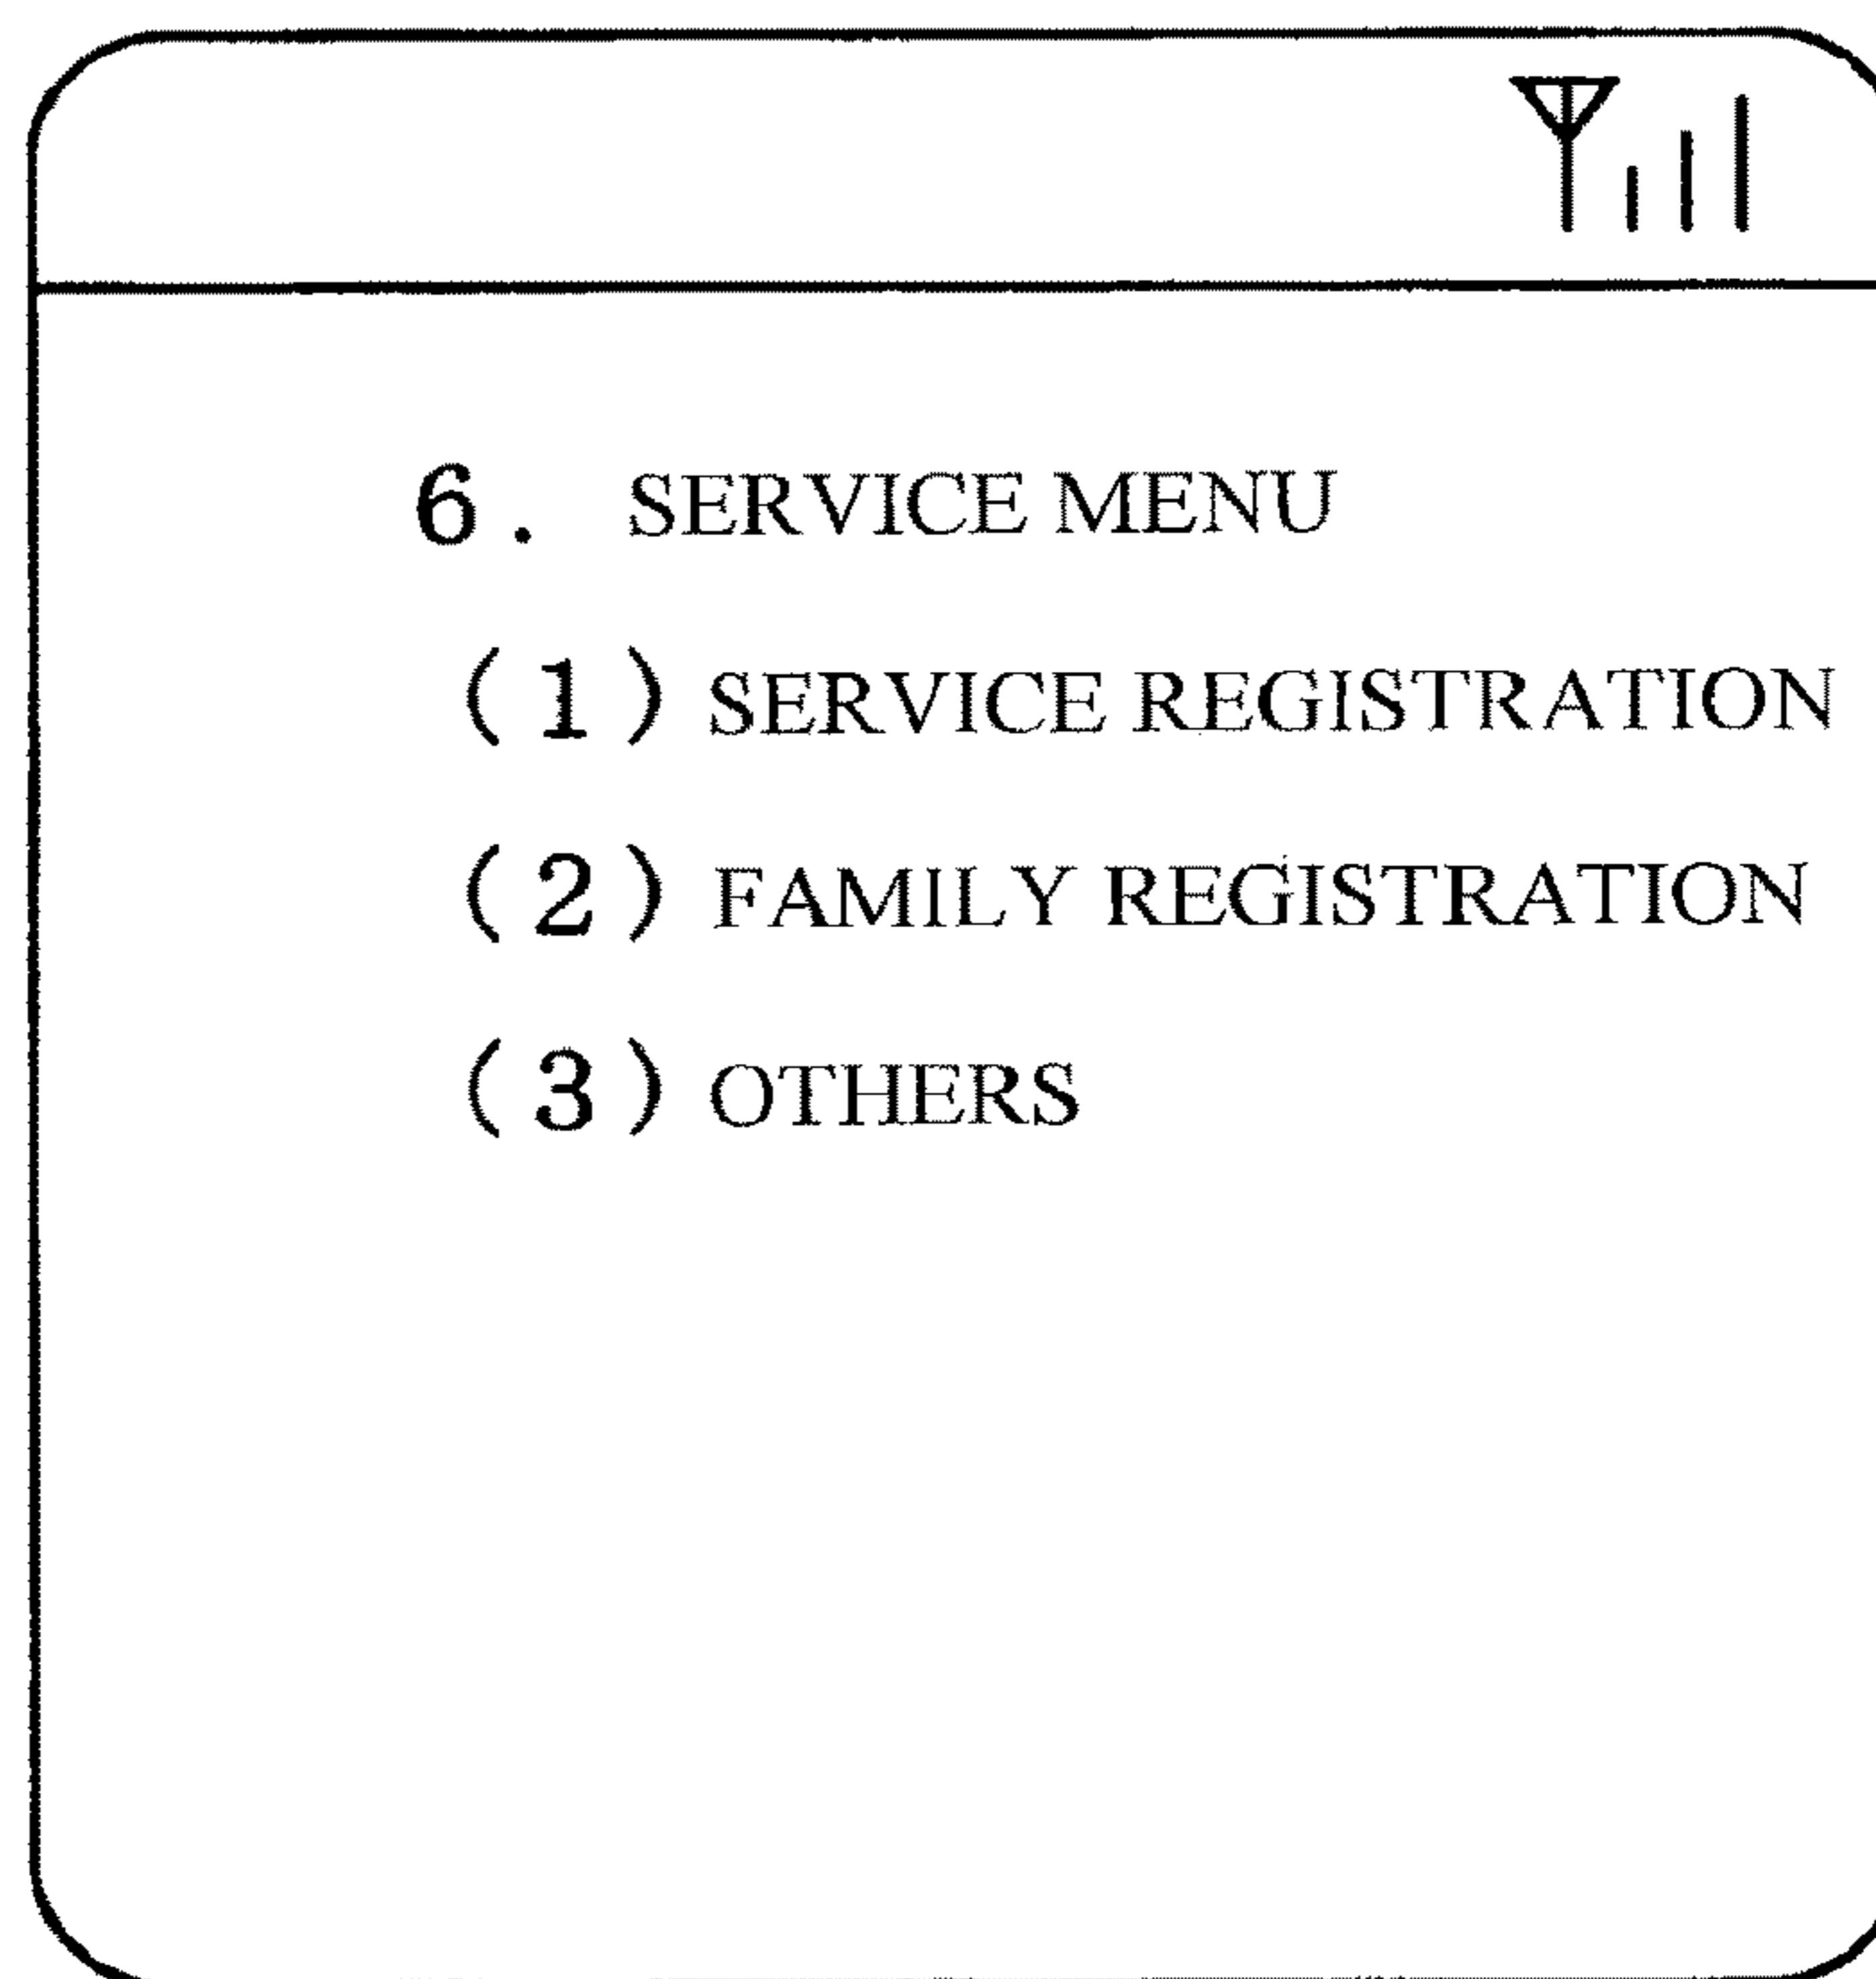 6. SERVICE MENU
(1) SERVICE REGISTRATION
(2) FAMILY REGISTRATION
(3) OTHERS